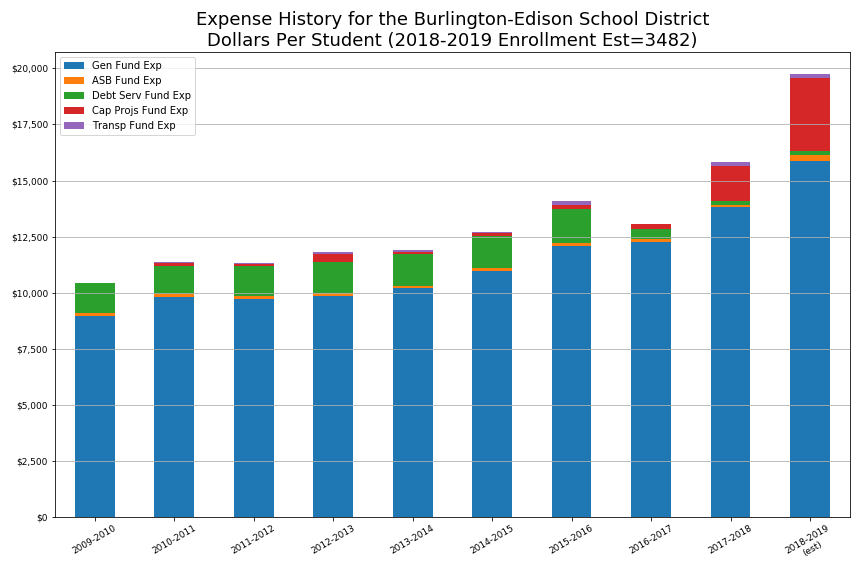 Expense History for the Burlington-Edison School District
Dollars Per Student (2018-2019 Enrollment Est=3482)
Gen Fund Exp
ASB Fund Exp
Debt Serv Fund Exp
Cap Projs Fund Exp
Transp Fund Exp
$20,000
$17,500
$15,000
$12,500
$10,000
$7,500
$5,000
$2,500
$0
2009-2010
2010-2011
2011-2012
2012-2013
2013-2014
2014-2015
2015-2016
2016-2017
2017-2018
2018-2019
(est)